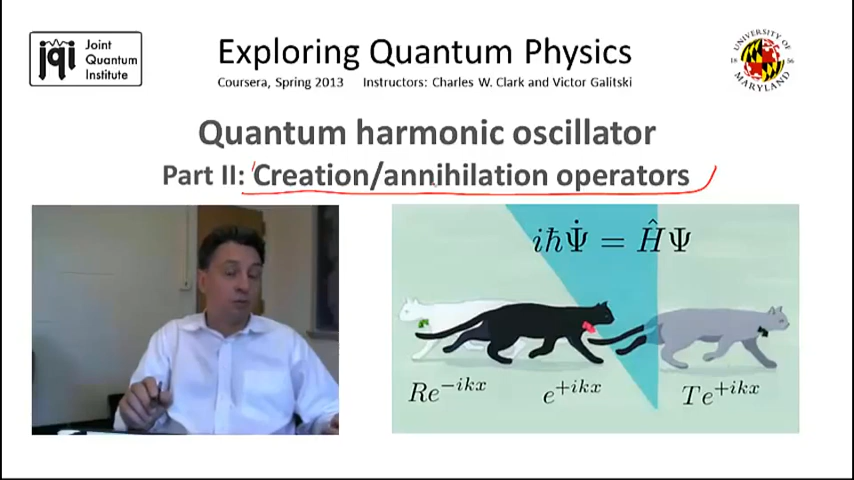 Joint
Quantum
Institute
jqi
Exploring Quantum Physics
Coursera, Spring 2013 Instructors: Charles W. Clark and Victor Galitski
UNIVERSITY OF
18 56
MARYLAND
Quantum harmonic oscillator
Part II: Creation/annihilation operators
iħΨ̇ = ĤΨ
Re⁻ⁱᵏˣ e⁺ⁱᵏˣ Te⁺ⁱᵏˣ